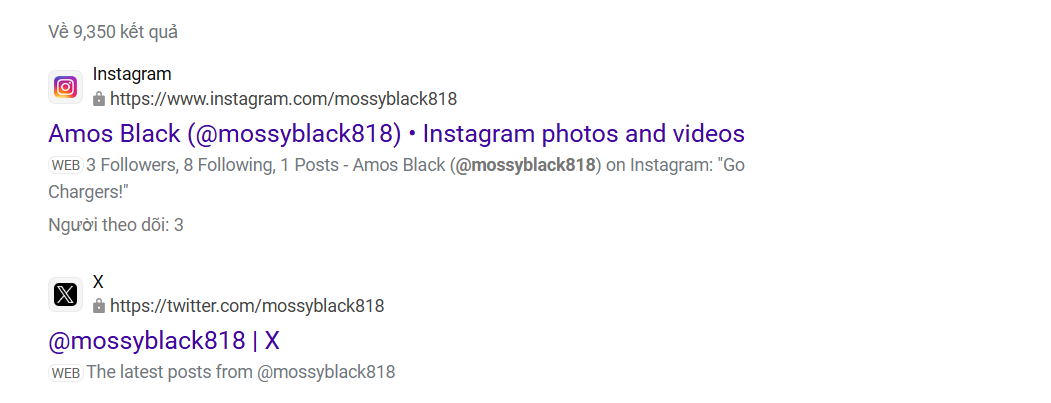 Về 9,350 kết quả
Instagram
https://www.instagram.com/mossyblack818
Amos Black (@mossyblack818) • Instagram photos and videos
WEB 3 Followers, 8 Following, 1 Posts - Amos Black (@mossyblack818) on Instagram: "Go
Chargers!"
Người theo dõi: 3
X
https://twitter.com/mossyblack818
@mossyblack818 | X
WEB The latest posts from @mossyblack818